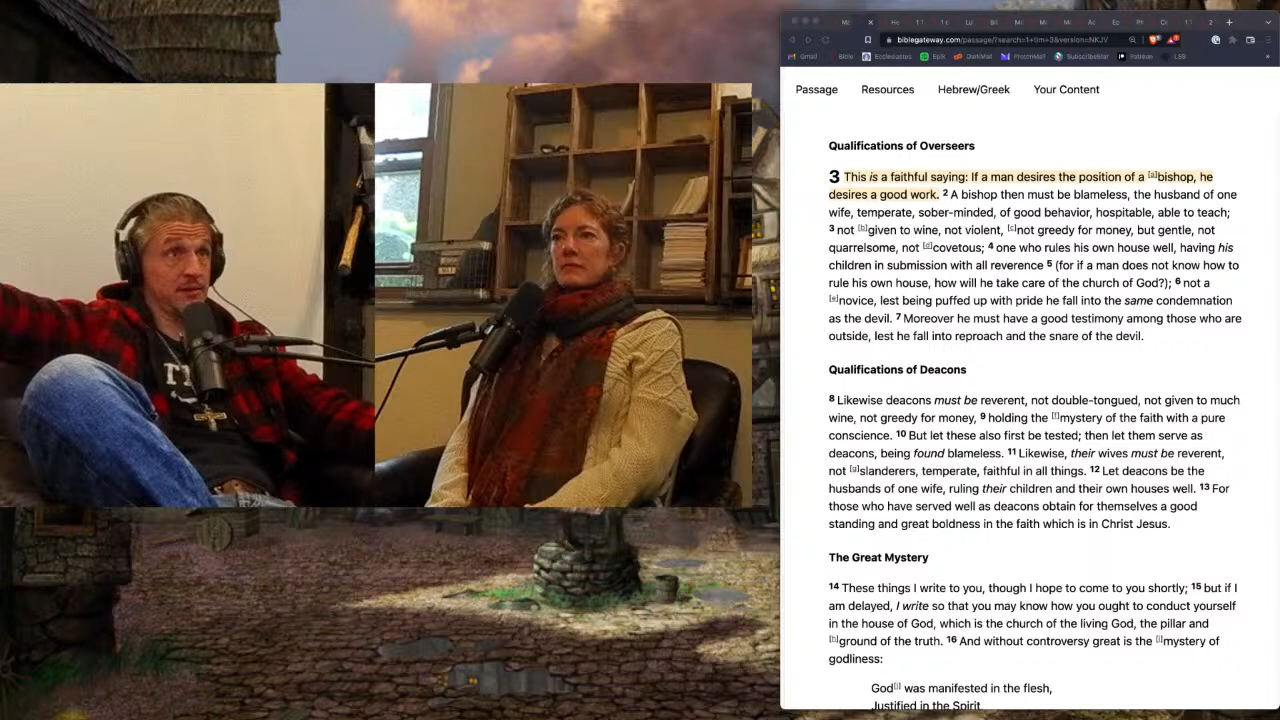 biblegateway.com/passage/?search=1+tim+3&version=NKJV
Gmail Bible Ecclesiastes Epik DarkMail ProtonMail SubscribeStar Patreon LSB
Passage Resources Hebrew/Greek Your Content
Qualifications of Overseers
3 This is a faithful saying: If a man desires the position of a [a]bishop, he
desires a good work. 2 A bishop then must be blameless, the husband of one
wife, temperate, sober-minded, of good behavior, hospitable, able to teach;
3 not [b]given to wine, not violent, [c]not greedy for money, but gentle, not
quarrelsome, not [d]covetous; 4 one who rules his own house well, having his
children in submission with all reverence 5 (for if a man does not know how to
rule his own house, how will he take care of the church of God?); 6 not a
[e]novice, lest being puffed up with pride he fall into the same condemnation
as the devil. 7 Moreover he must have a good testimony among those who are
outside, lest he fall into reproach and the snare of the devil.
Qualifications of Deacons
8 Likewise deacons must be reverent, not double-tongued, not given to much
wine, not greedy for money, 9 holding the [f]mystery of the faith with a pure
conscience. 10 But let these also first be tested; then let them serve as
deacons, being found blameless. 11 Likewise, their wives must be reverent,
not [g]slanderers, temperate, faithful in all things. 12 Let deacons be the
husbands of one wife, ruling their children and their own houses well. 13 For
those who have served well as deacons obtain for themselves a good
standing and great boldness in the faith which is in Christ Jesus.
The Great Mystery
14 These things I write to you, though I hope to come to you shortly; 15 but if I
am delayed, I write so that you may know how you ought to conduct yourself
in the house of God, which is the church of the living God, the pillar and
[h]ground of the truth. 16 And without controversy great is the [i]mystery of
godliness:
God[j] was manifested in the flesh,
Justified in the Spirit,